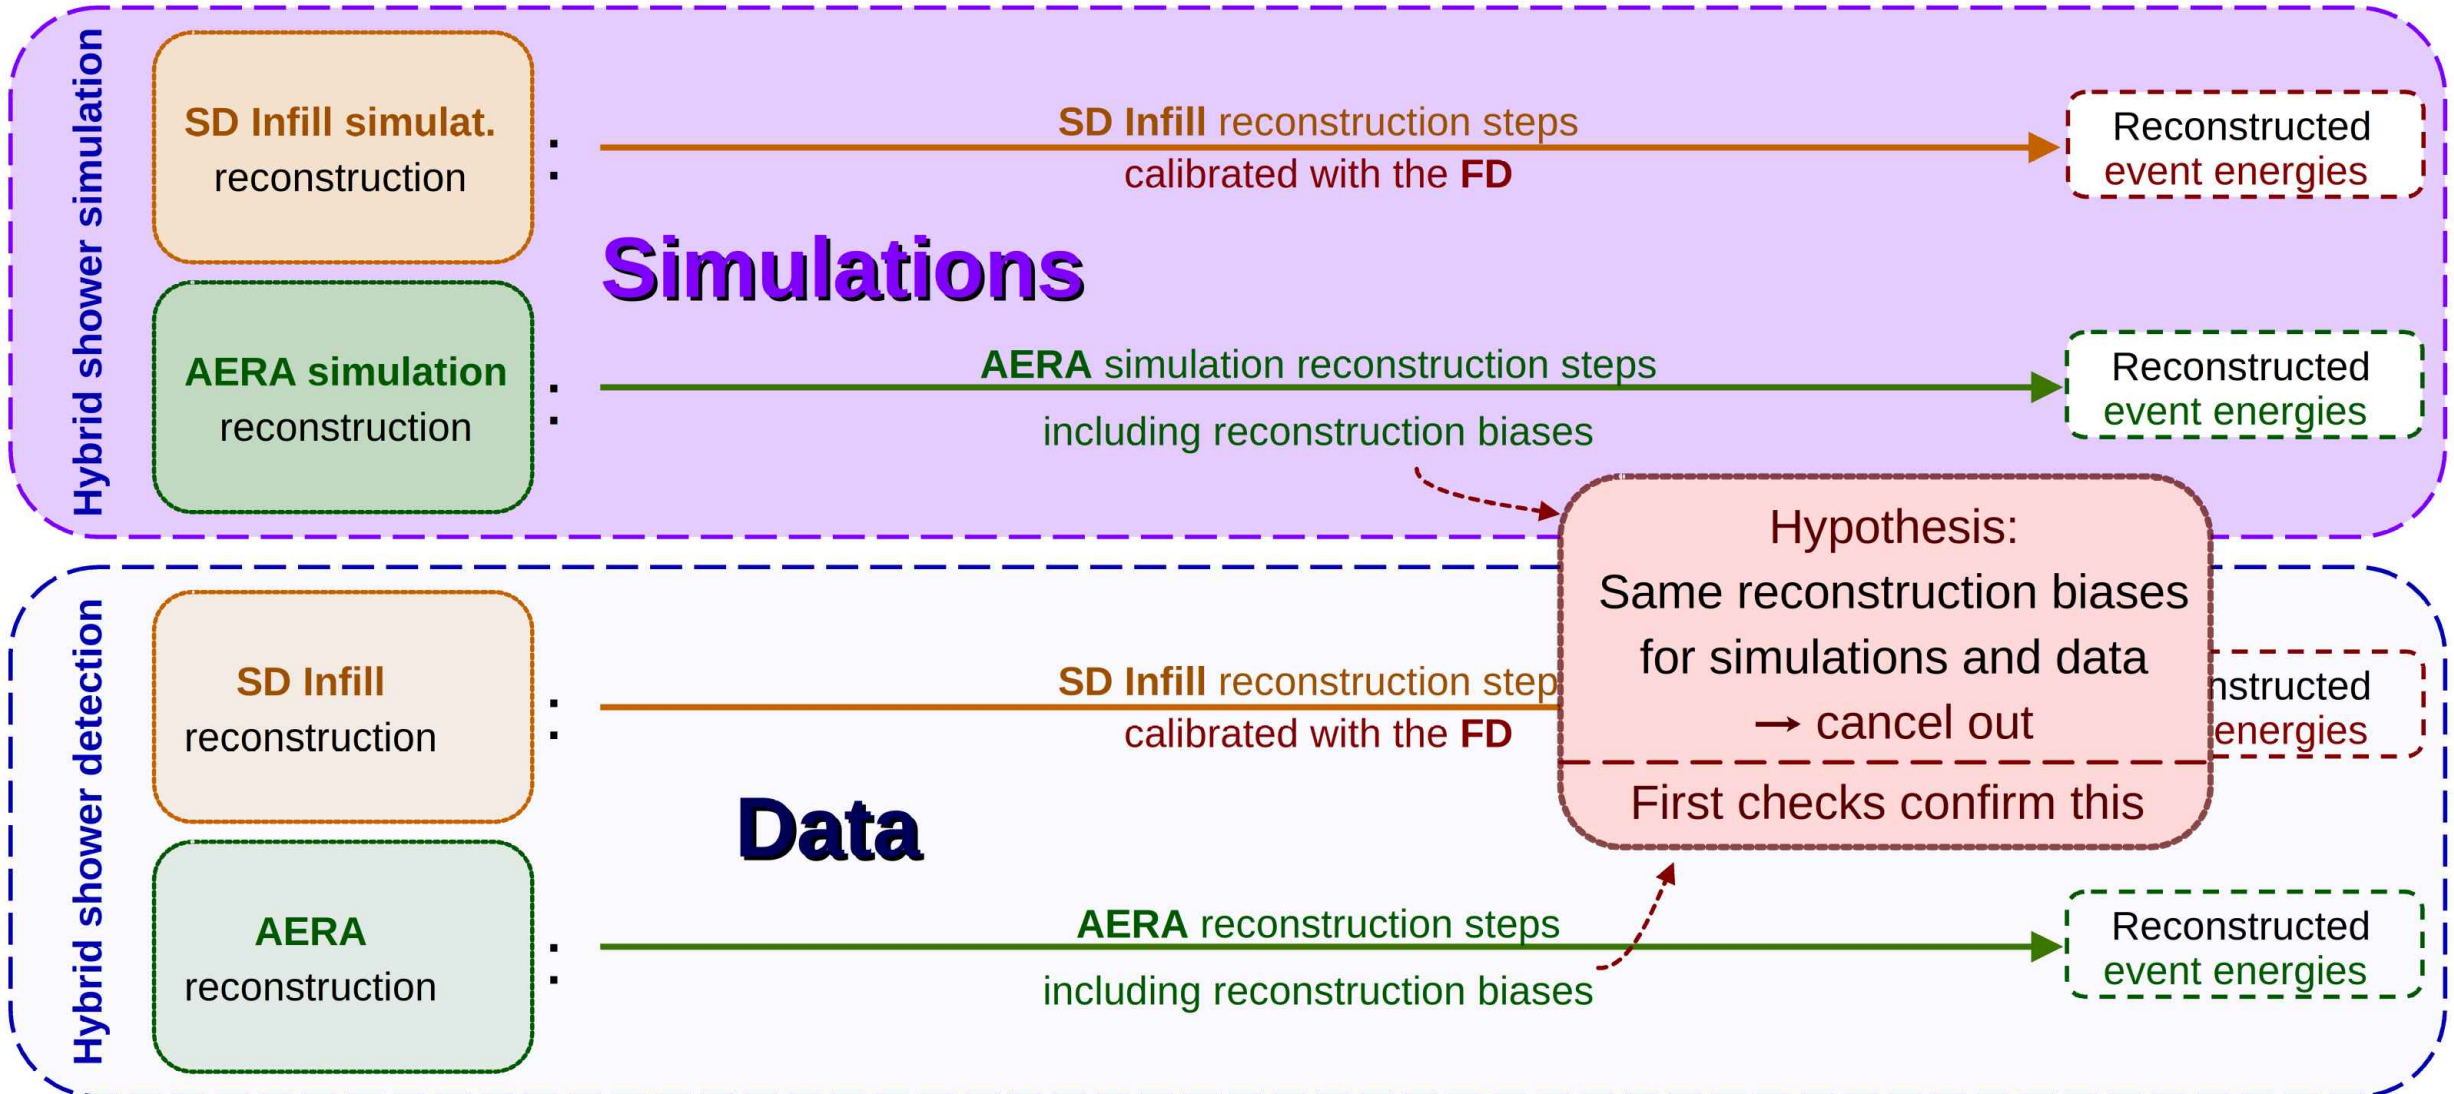 Hybrid shower simulation
SD Infill simulat.
reconstruction
:
SD Infill reconstruction steps
calibrated with the FD
Reconstructed
event energies
Simulations
AERA simulation
reconstruction
:
AERA simulation reconstruction steps
including reconstruction biases
Reconstructed
event energies
Hypothesis:
Same reconstruction biases
for simulations and data
→ cancel out
First checks confirm this
Hybrid shower detection
SD Infill
reconstruction
:
SD Infill reconstruction step
calibrated with the FD
nstructed
energies
Data
AERA
reconstruction
:
AERA reconstruction steps
including reconstruction biases
Reconstructed
event energies